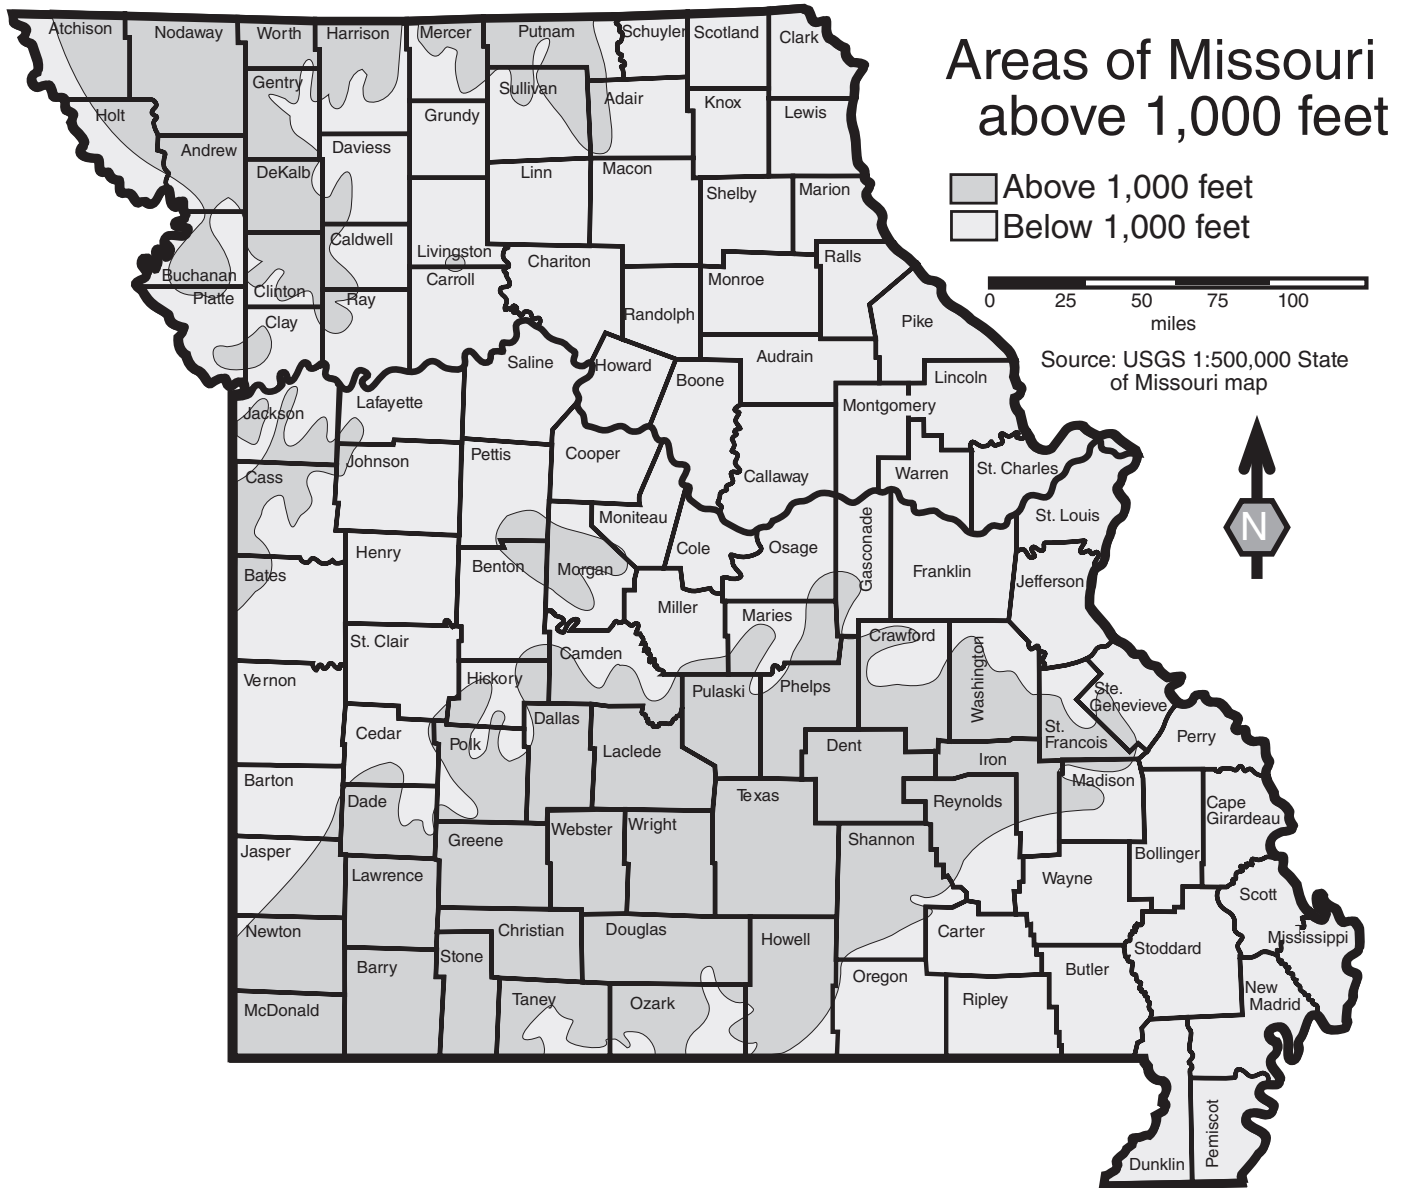 Areas of Missouri
above 1,000 feet
Above 1,000 feet
Below 1,000 feet
0 25 50 75 100
miles
Source: USGS 1:500,000 State
of Missouri map
N
Atchison
Nodaway
Worth
Harrison
Mercer
Putnam
Schuyler
Scotland
Clark
Gentry
Sullivan
Adair
Knox
Lewis
Holt
Grundy
Andrew
Daviess
DeKalb
Linn
Macon
Shelby
Marion
Caldwell
Livingston
Chariton
Ralls
Buchanan
Clinton
Carroll
Monroe
Platte
Ray
Randolph
Clay
Pike
Saline
Howard
Audrain
Boone
Lincoln
Jackson
Lafayette
Montgomery
Cooper
Johnson
Pettis
Cass
Callaway
Warren
St. Charles
Moniteau
St. Louis
Henry
Cole
Osage
Gasconade
Bates
Benton
Morgan
Franklin
Jefferson
Miller
Maries
St. Clair
Crawford
Camden
Washington
Vernon
Hickory
Pulaski
Phelps
Ste.
Genevieve
Cedar
Dallas
St.
Francois
Perry
Polk
Laclede
Dent
Iron
Barton
Texas
Madison
Dade
Reynolds
Cape
Girardeau
Jasper
Greene
Webster
Wright
Shannon
Bollinger
Lawrence
Wayne
Scott
Newton
Christian
Douglas
Howell
Carter
Mississippi
Stoddard
Stone
Barry
Oregon
Butler
New
Madrid
McDonald
Taney
Ozark
Ripley
Pemiscot
Dunklin